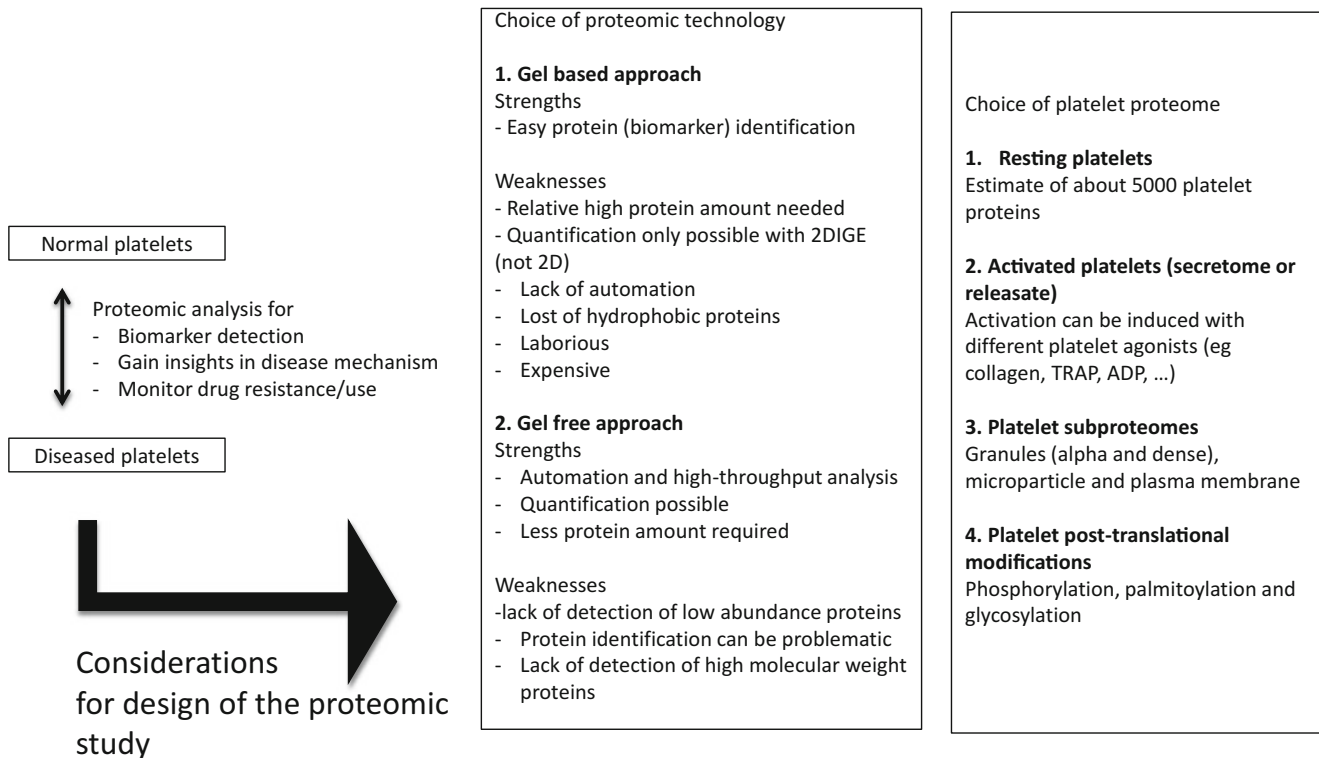 Normal platelets
Proteomic analysis for
- Biomarker detection
- Gain insights in disease mechanism
- Monitor drug resistance/use
Diseased platelets
Considerations
for design of the proteomic
study
Choice of proteomic technology
1. Gel based approach
Strengths
- Easy protein (biomarker) identification
Weaknesses
- Relative high protein amount needed
- Quantification only possible with 2DIGE
(not 2D)
- Lack of automation
- Lost of hydrophobic proteins
- Laborious
- Expensive
2. Gel free approach
Strengths
- Automation and high-throughput analysis
- Quantification possible
- Less protein amount required
Weaknesses
-lack of detection of low abundance proteins
- Protein identification can be problematic
- Lack of detection of high molecular weight
proteins
Choice of platelet proteome
1. Resting platelets
Estimate of about 5000 platelet
proteins
2. Activated platelets (secretome or
releasate)
Activation can be induced with
different platelet agonists (eg
collagen, TRAP, ADP, ...)
3. Platelet subproteomes
Granules (alpha and dense),
microparticle and plasma membrane
4. Platelet post-translational
modifications
Phosphorylation, palmitoylation and
glycosylation